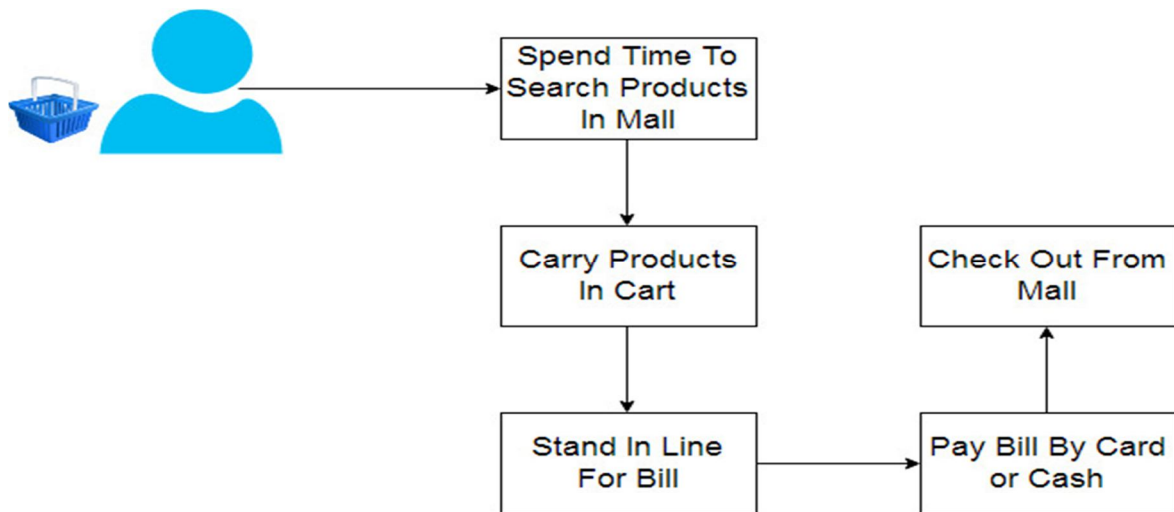 Spend Time To
Search Products
In Mall
Carry Products
In Cart
Stand In Line
For Bill
Pay Bill By Card
or Cash
Check Out From
Mall